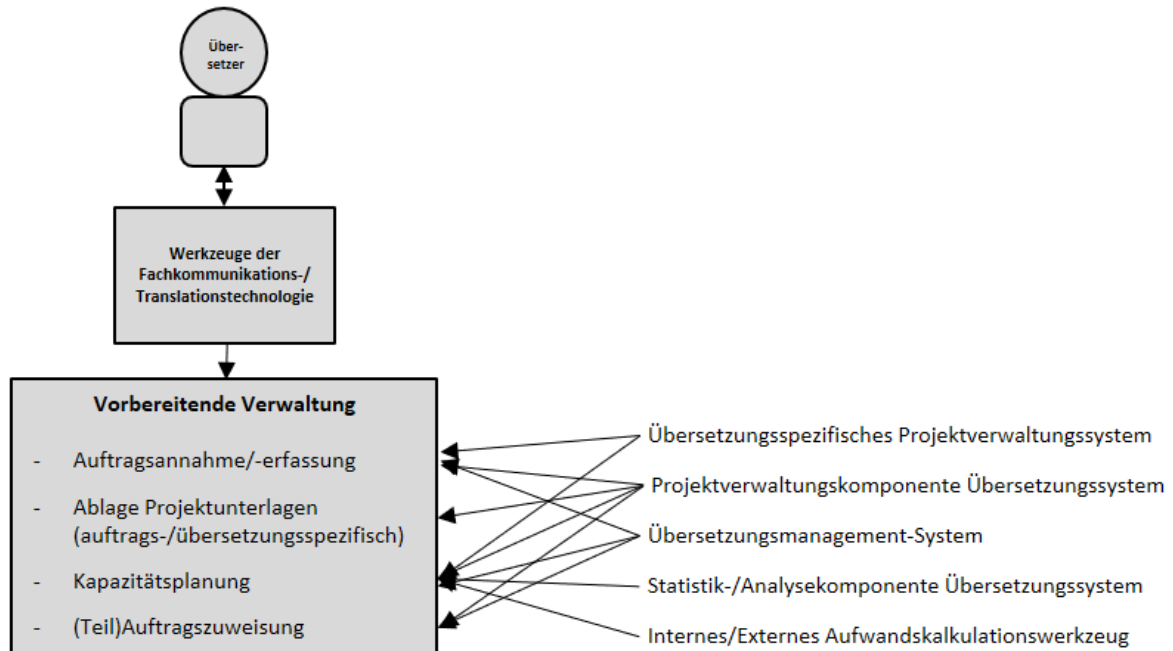 Über-
setzer
Werkzeuge der
Fachkommunikations-/
Translationstechnologie
Vorbereitende Verwaltung
- Auftragsannahme/-erfassung
- Ablage Projektunterlagen
(auftrags-/übersetzungsspezifisch)
- Kapazitätsplanung
- (Teil)Auftragszuweisung
Übersetzungsspezifisches Projektverwaltungssystem
Projektverwaltungskomponente Übersetzungssystem
Übersetzungsmanagement-System
Statistik-/Analysekomponente Übersetzungssystem
Internes/Externes Aufwandskalkulationswerkzeug